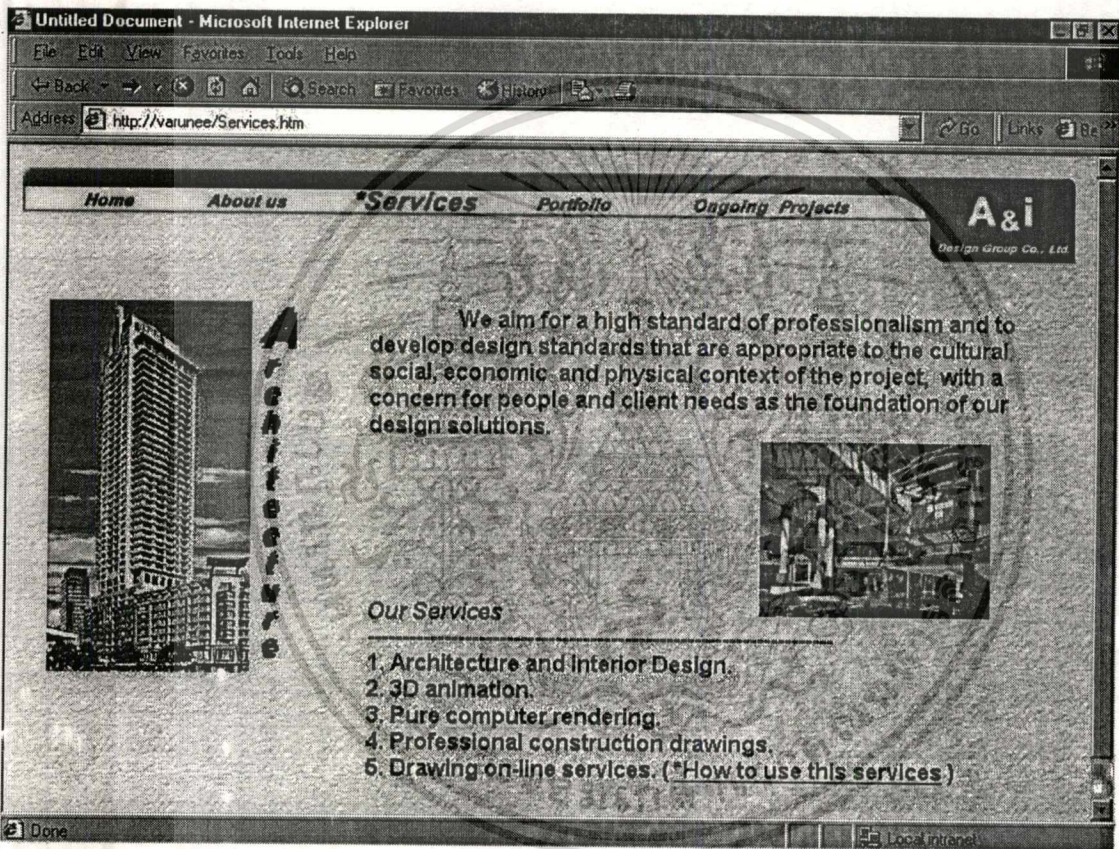 Untitled Document - Microsoft Internet Explorer
File Edit View Favorites Tools Help
Back Search Favorites History
Address http://varunee/Services.htm Go Links
Home About us *Services Portfolio Ongoing Projects
A&i
Design Group Co., Ltd.
Architecture
We aim for a high standard of professionalism and to
develop design standards that are appropriate to the cultural,
social, economic and physical context of the project, with a
concern for people and client needs as the foundation of our
design solutions.
Our Services
1. Architecture and Interior Design.
2. 3D animation.
3. Pure computer rendering.
4. Professional construction drawings.
5. Drawing on-line services. (*How to use this services)
Done
Local intranet